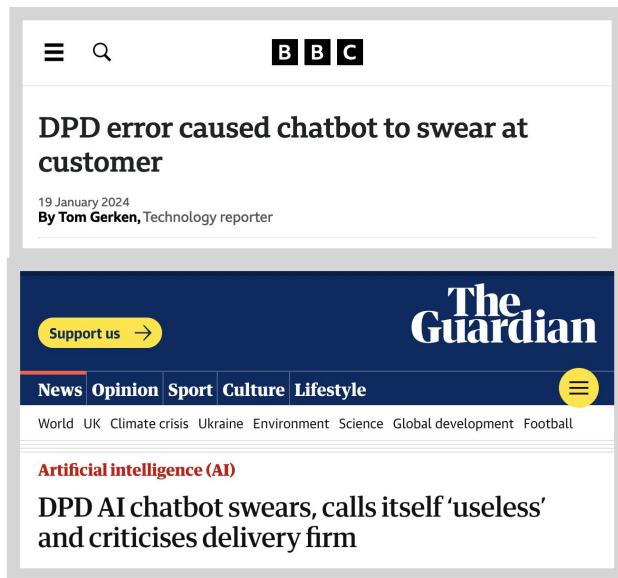 BBC
DPD error caused chatbot to swear at
customer
19 January 2024
By Tom Gerken, Technology reporter
Support us
The
Guardian
News Opinion Sport Culture Lifestyle
World UK Climate crisis Ukraine Environment Science Global development Football
Artificial intelligence (AI)
DPD AI chatbot swears, calls itself ‘useless’
and criticises delivery firm